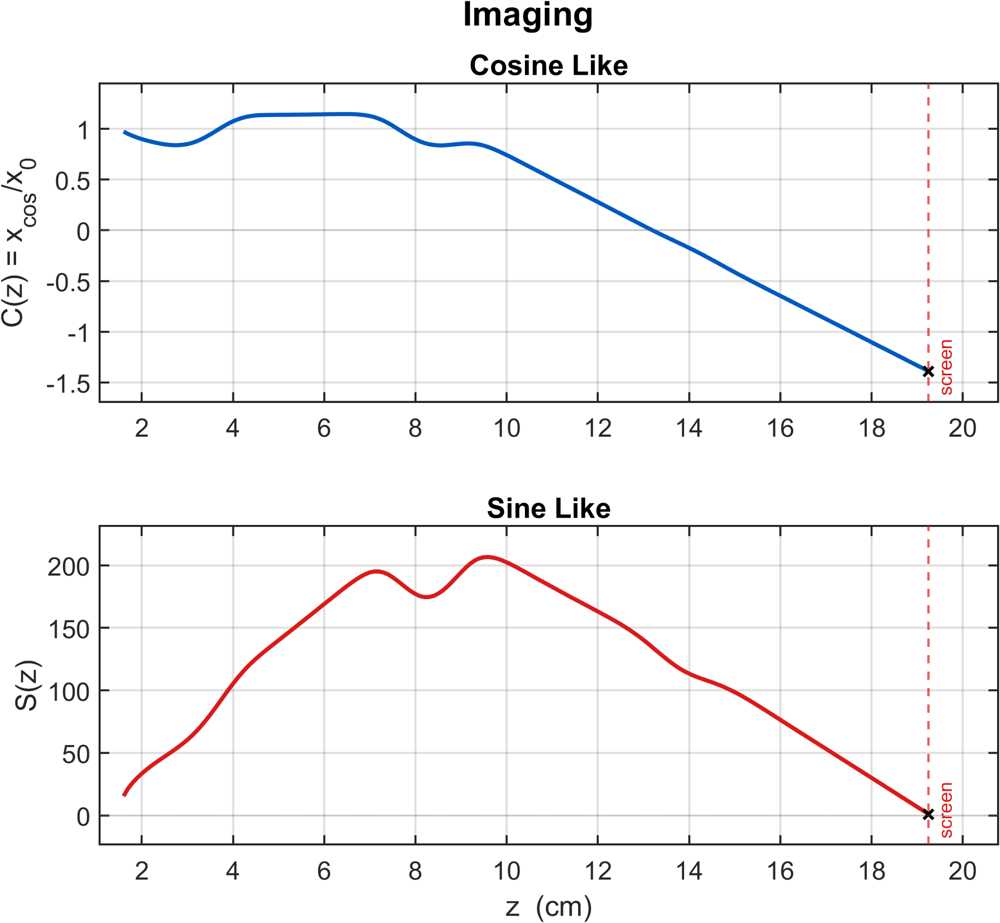 Imaging
Cosine Like
C(z) = x_cos/x_0
1
0.5
0
-0.5
-1
-1.5
screen
2 4 6 8 10 12 14 16 18 20
Sine Like
S(z)
200
150
100
50
0
screen
2 4 6 8 10 12 14 16 18 20
z (cm)